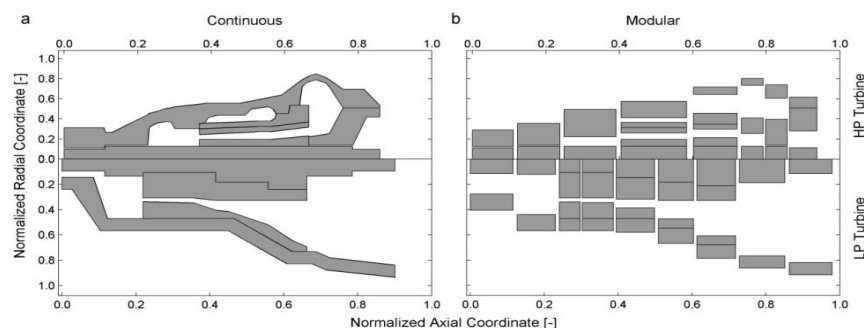 a
Continuous
b
Modular
0.0 0.2 0.4 0.6 0.8 1.0
0.0 0.2 0.4 0.6 0.8 1.0
Normalized Radial Coordinate [-]
1.0
0.8
0.6
0.4
0.2
0.0
0.2
0.4
0.6
0.8
1.0
HP Turbine
LP Turbine
0.0 0.2 0.4 0.6 0.8 1.0
0.0 0.2 0.4 0.6 0.8 1.0
Normalized Axial Coordinate [-]